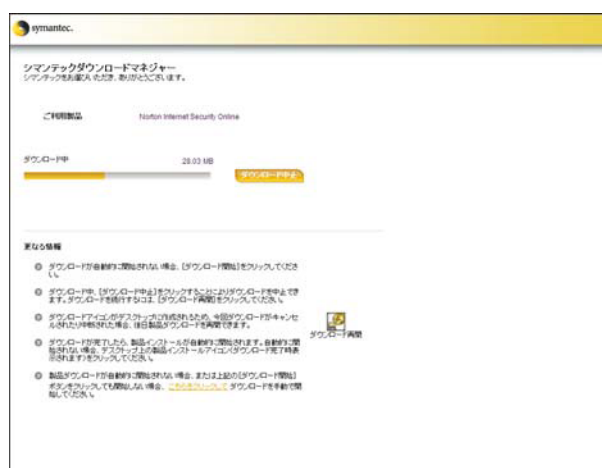 symantec.
シマンテックダウンロードマネジャー
シマンテックをお選びいただき、ありがとうございます。
ご利用製品 Norton Internet Security Online
ダウンロード中 28.03 MB
ダウンロード中止
更なる情報
ダウンロードが自動的に開始されない場合、[ダウンロード開始]をクリックしてくださ
い。
ダウンロード中、[ダウンロード中止]をクリックすることによりダウンロードを中止でき
ます。ダウンロードを続行するには、[ダウンロード再開]をクリックください。
ダウンロードアイコンがデスクトップに作成されるため、今回ダウンロードがキャンセ
ルされたり中断された場合、後日製品ダウンロードを再開できます。
ダウンロード再開
ダウンロードが完了したら、製品インストールが自動的に開始されます。自動的に開
始されない場合、デスクトップ上の製品インストールアイコン(ダウンロード完了時表
示されます)をクリックしてください。
製品ダウンロードが自動的に開始されない場合、または上記の[ダウンロード開始]
ボタンをクリックしても開始しない場合、こちらをクリックして ダウンロードを手動で開
始してください。